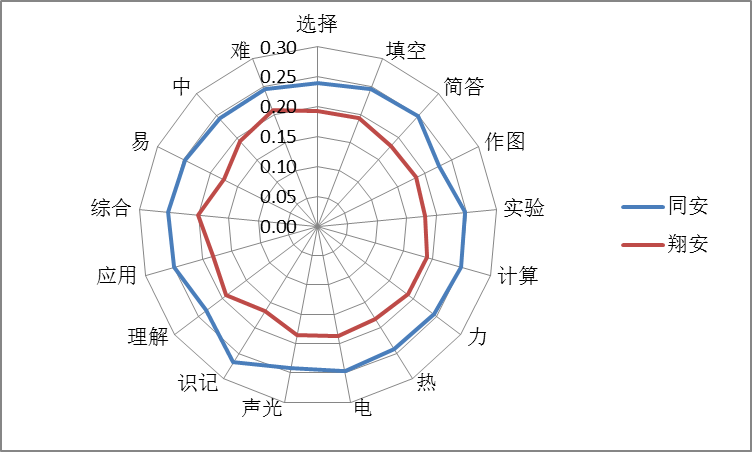 选择
填空
简答
作图
实验
计算
力
热
电
声光
识记
理解
应用
综合
易
中
难
0.30
0.25
0.20
0.15
0.10
0.05
0.00
同安
翔安